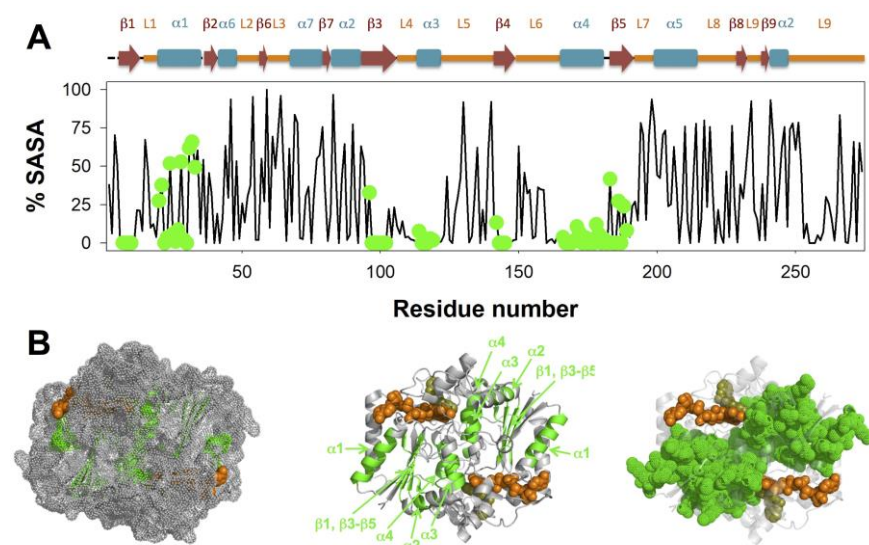 A
β1 L1 α1 β2 α6 L2 β6 L3 α7 β7 α2 β3 L4 α3 L5 β4 L6 α4 β5 L7 α5 L8 β8 L9 β9 α2 L9
100
75
50
25
0
% SASA
50 100 150 200 250
Residue number
B
α4
α3 α2
β1, β3-β5
α1
α1
β1, β3-β5
α4 α3